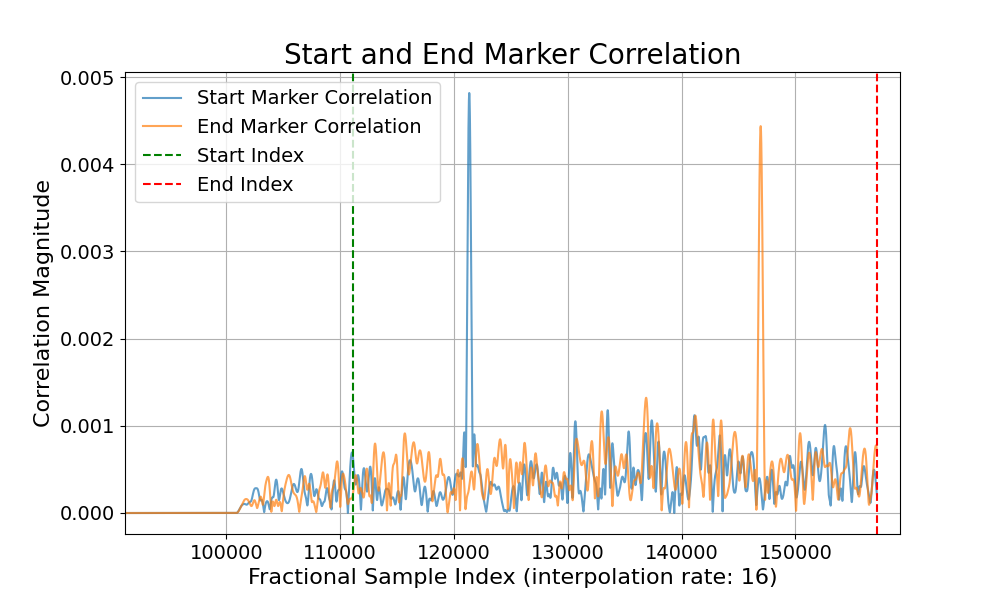 Start and End Marker Correlation
0.005
0.004
0.003
0.002
0.001
0.000
Correlation Magnitude
Start Marker Correlation
End Marker Correlation
Start Index
End Index
100000 110000 120000 130000 140000 150000
Fractional Sample Index (interpolation rate: 16)